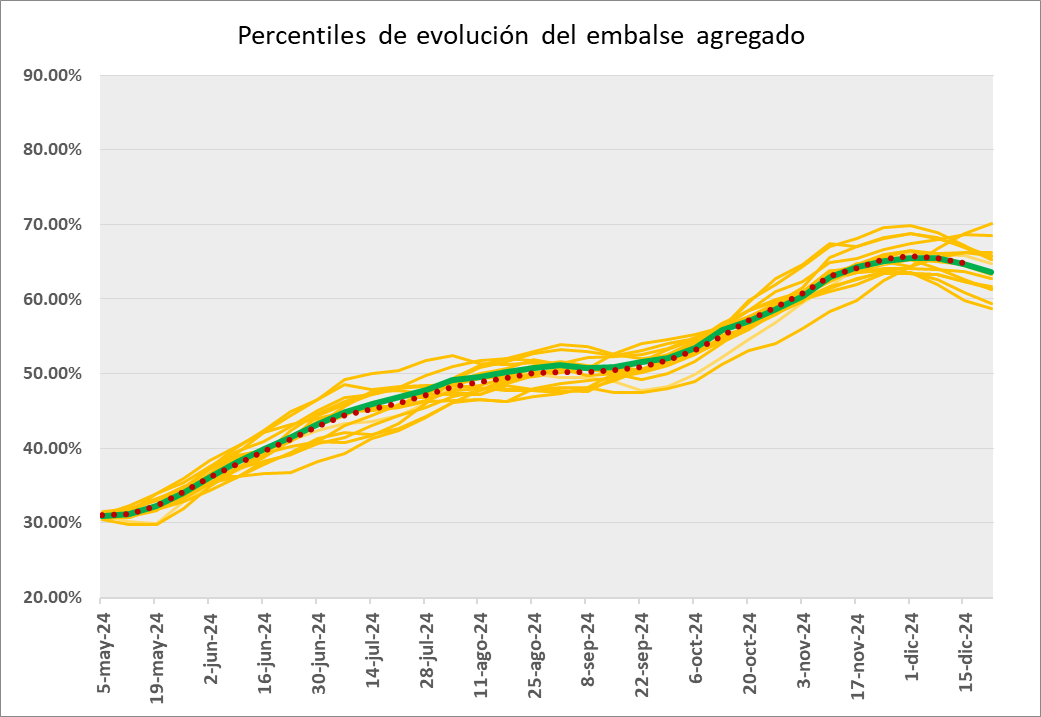 Percentiles de evolución del embalse agregado
90.00%
80.00%
70.00%
60.00%
50.00%
40.00%
30.00%
20.00%
5-may-24
19-may-24
2-jun-24
16-jun-24
30-jun-24
14-jul-24
28-jul-24
11-ago-24
25-ago-24
8-sep-24
22-sep-24
6-oct-24
20-oct-24
3-nov-24
17-nov-24
1-dic-24
15-dic-24